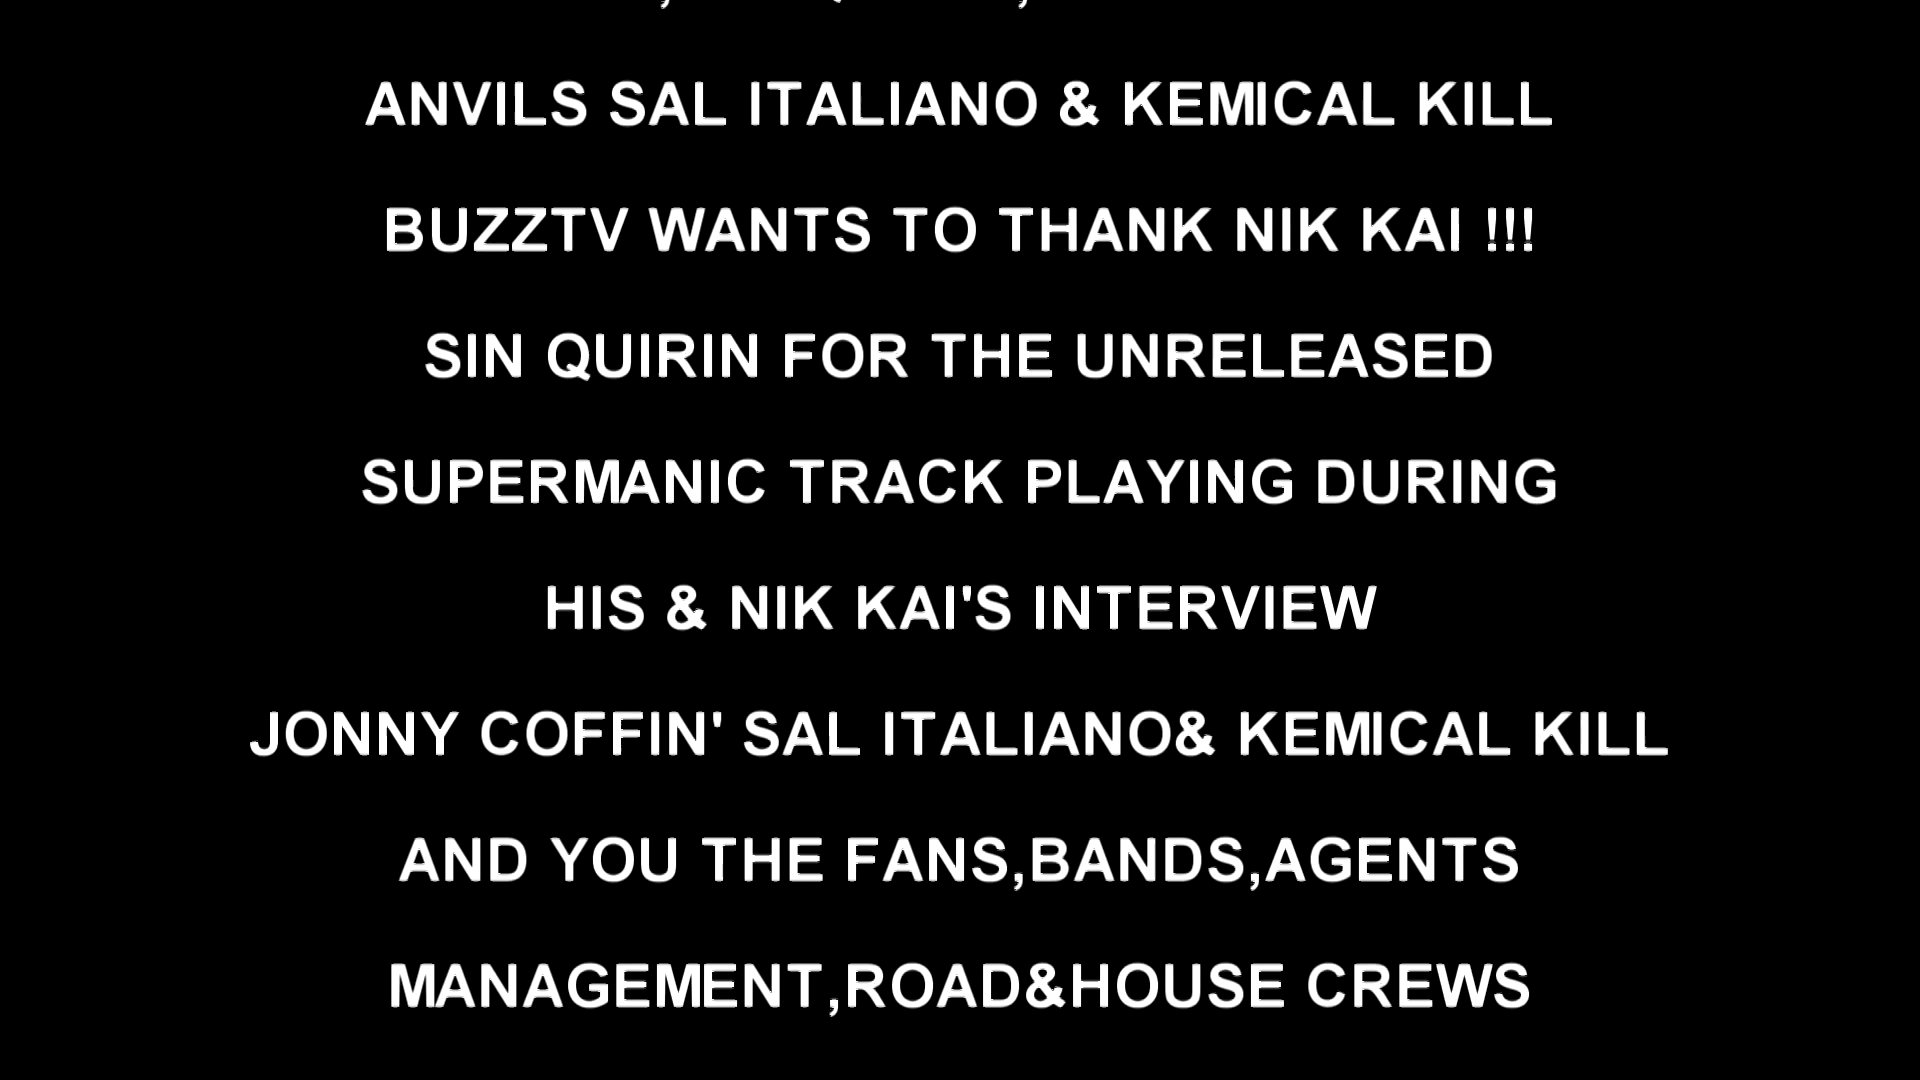 ANVILS SAL ITALIANO & KEMICAL KILL
BUZZTV WANTS TO THANK NIK KAI !!!
SIN QUIRIN FOR THE UNRELEASED
SUPERMANIC TRACK PLAYING DURING
HIS & NIK KAI'S INTERVIEW
JONNY COFFIN' SAL ITALIANO& KEMICAL KILL
AND YOU THE FANS,BANDS,AGENTS
MANAGEMENT,ROAD&HOUSE CREWS